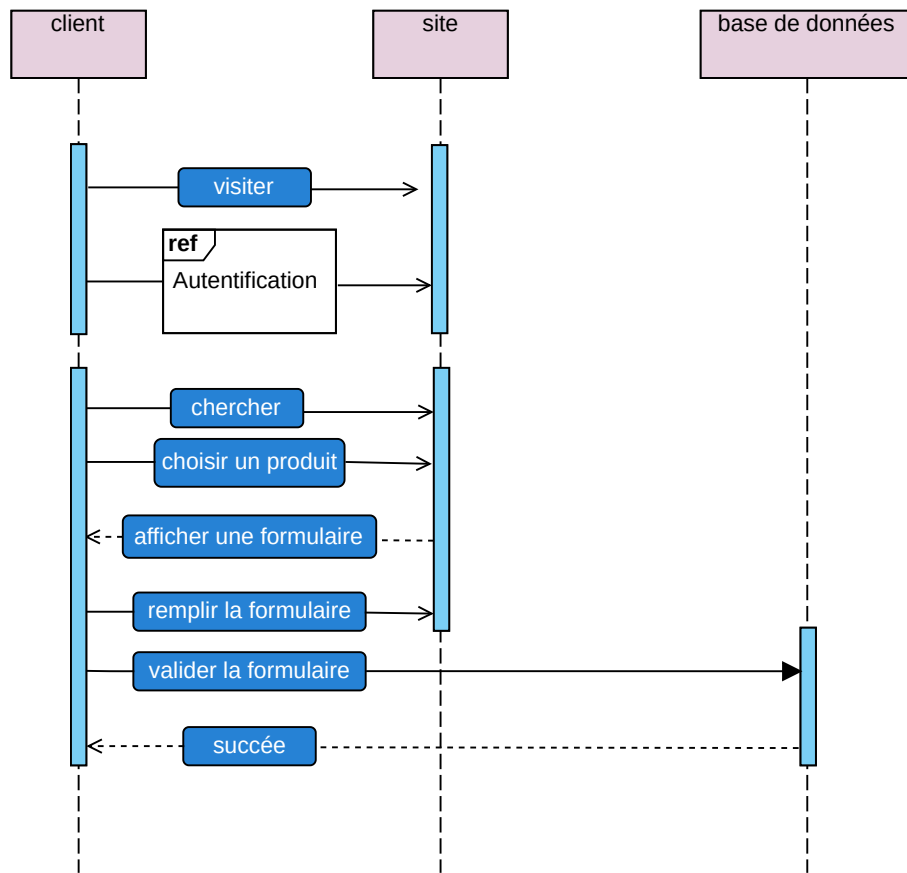 client
site
base de données
visiter
ref
Autentification
chercher
choisir un produit
afficher une formulaire
remplir la formulaire
valider la formulaire
succée